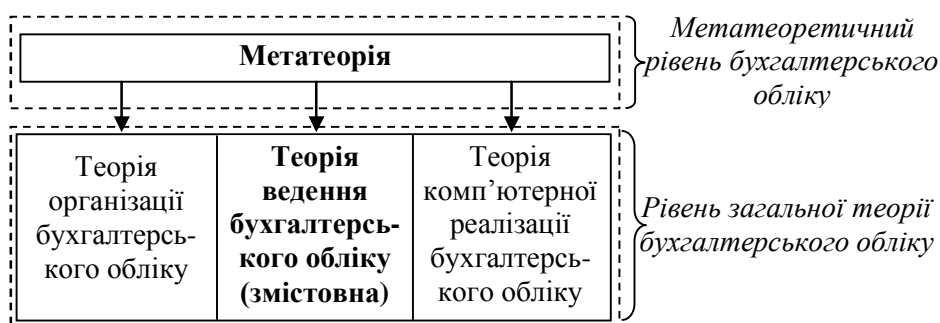 Метатеорія
Метатеоретичний
рівень бухгалтерського
обліку
Теорія
організації
бухгалтерсь-
кого обліку
Теорія
ведення
бухгалтерсь-
кого обліку
(змістовна)
Теорія
комп’ютерної
реалізації
бухгалтерсь-
кого обліку
Рівень загальної теорії
бухгалтерського обліку